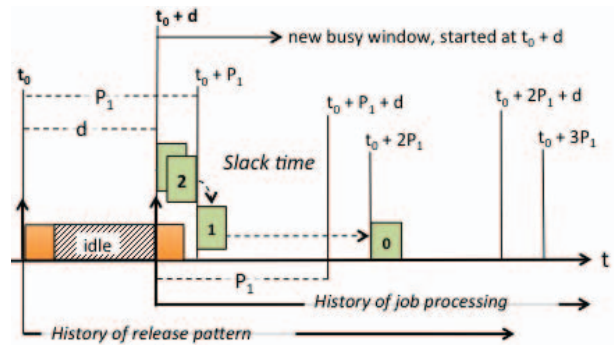 t₀ + d
new busy window, started at t₀ + d
t₀
t₀ + P₁
P₁
t₀ + P₁ + d
t₀ + 2P₁ + d
d
t₀ + 2P₁
t₀ + 3P₁
Slack time
2
1
0
idle
t
P₁
History of job processing
History of release pattern